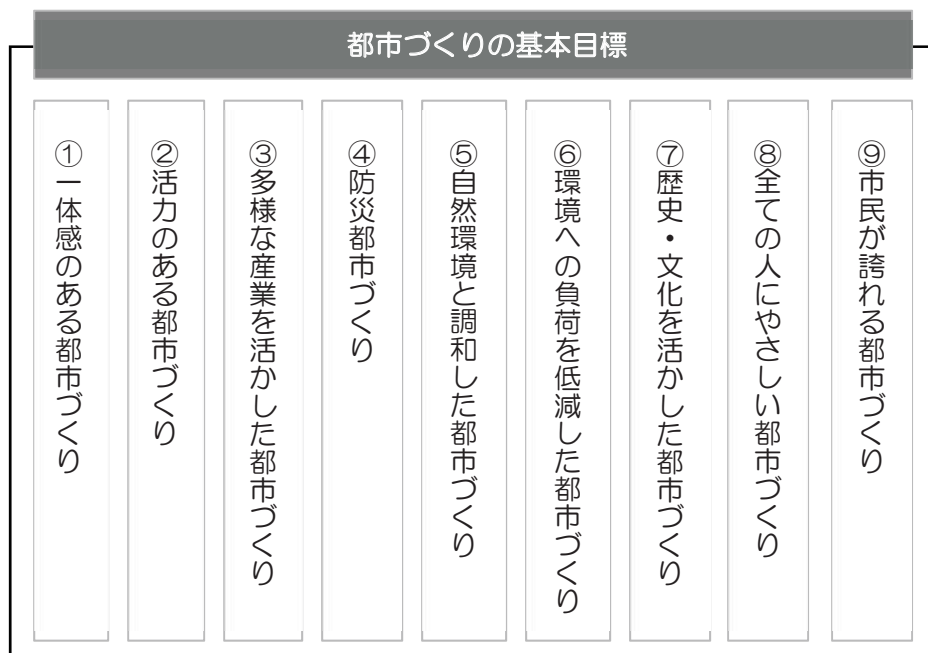 都市づくりの基本目標
①一体感のある都市づくり
②活力のある都市づくり
③多様な産業を活かした都市づくり
④防災都市づくり
⑤自然環境と調和した都市づくり
⑥環境への負荷を低減した都市づくり
⑦歴史・文化を活かした都市づくり
⑧全ての人にやさしい都市づくり
⑨市民が誇れる都市づくり